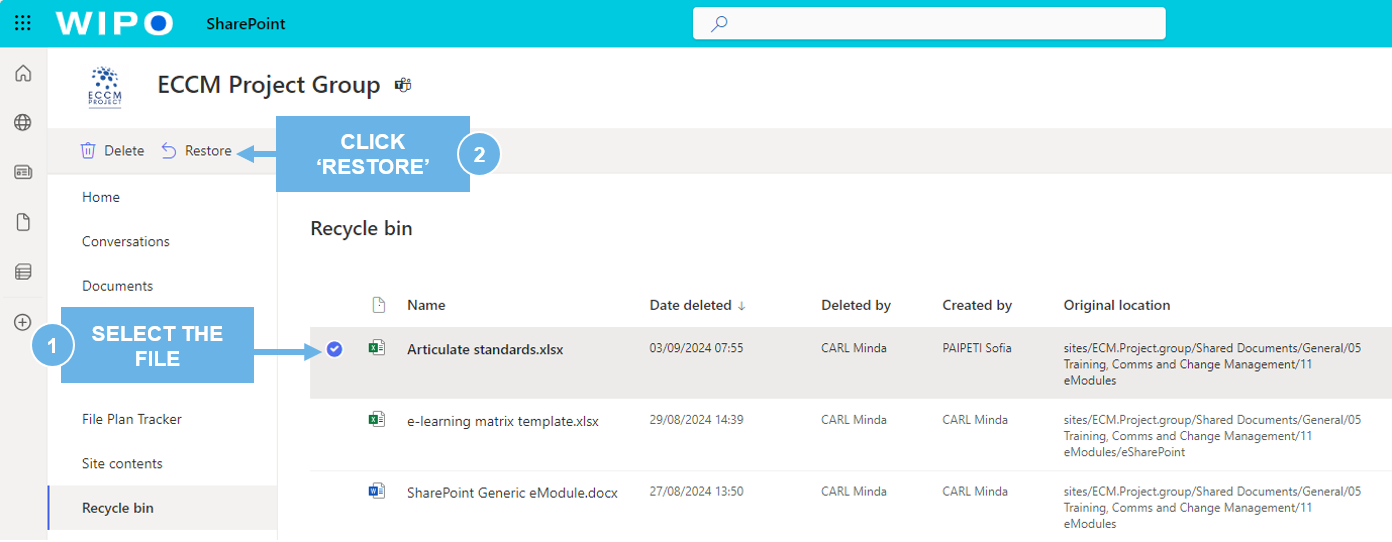 WIPO SharePoint
ECCM
PROJECT
ECCM Project Group
Delete Restore
CLICK
‘RESTORE’
2
Home
Conversations
Documents
1
SELECT THE
FILE
File Plan Tracker
Site contents
Recycle bin
Recycle bin
Name Date deleted ↓ Deleted by Created by Original location
Articulate standards.xlsx 03/09/2024 07:55 CARL Minda PAIPETI Sofia sites/ECM.Project.group/Shared Documents/General/05
Training, Comms and Change Management/11
eModules
e-learning matrix template.xlsx 29/08/2024 14:39 CARL Minda CARL Minda sites/ECM.Project.group/Shared Documents/General/05
Training, Comms and Change Management/11
eModules/eSharePoint
SharePoint Generic eModule.docx 27/08/2024 13:50 CARL Minda CARL Minda sites/ECM.Project.group/Shared Documents/General/05
Training, Comms and Change Management/11
eModules